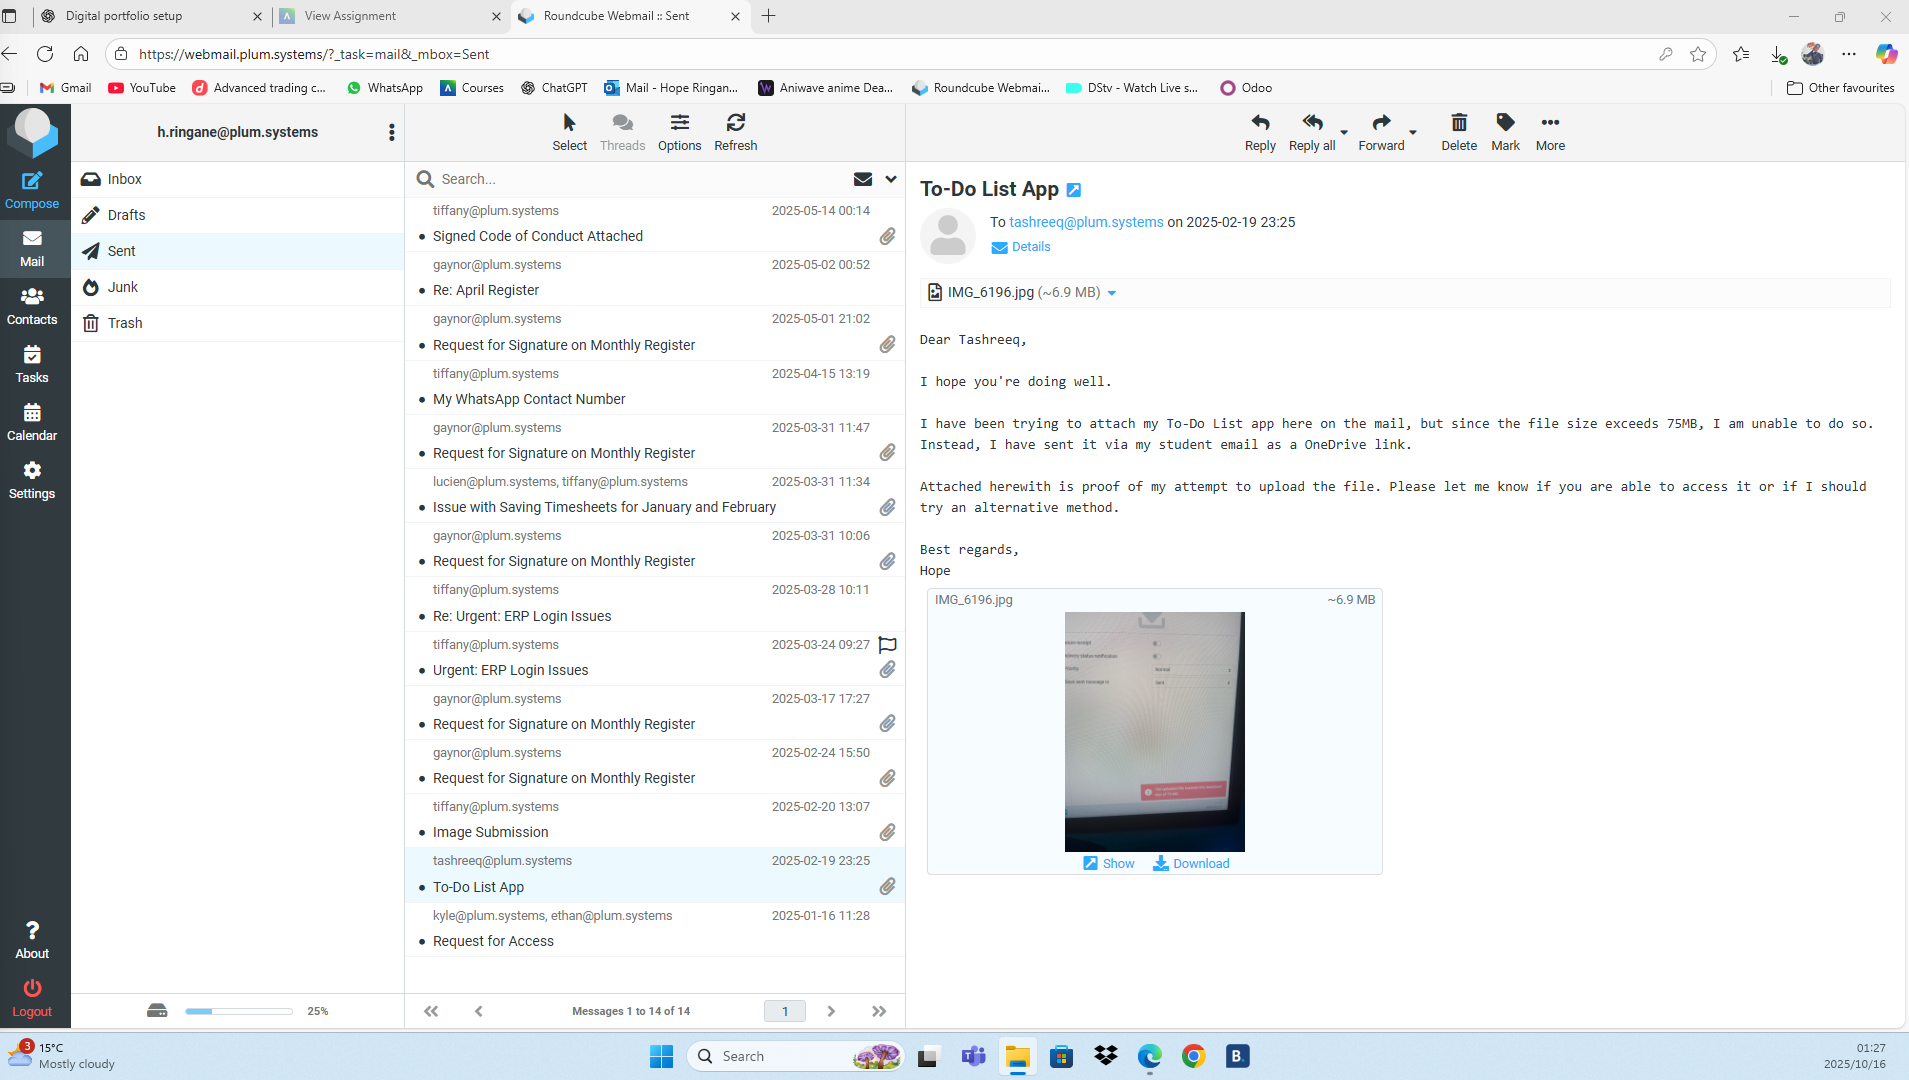 Digital portfolio setup
View Assignment
Roundcube Webmail :: Sent
https://webmail.plum.systems/?_task=mail&_mbox=Sent
Gmail
YouTube
Advanced trading c...
WhatsApp
Courses
ChatGPT
Mail - Hope Ringan...
Aniwave anime Dea...
Roundcube Webmai...
DStv - Watch Live s...
Odoo
Other favourites
Compose
Mail
Contacts
Tasks
Calendar
Settings
About
Logout
h.ringane@plum.systems
Inbox
Drafts
Sent
Junk
Trash
25%
Select
Threads
Options
Refresh
Search...
tiffany@plum.systems 2025-05-14 00:14
• Signed Code of Conduct Attached
gaynor@plum.systems 2025-05-02 00:52
• Re: April Register
gaynor@plum.systems 2025-05-01 21:02
• Request for Signature on Monthly Register
tiffany@plum.systems 2025-04-15 13:19
• My WhatsApp Contact Number
gaynor@plum.systems 2025-03-31 11:47
• Request for Signature on Monthly Register
lucien@plum.systems, tiffany@plum.systems 2025-03-31 11:34
• Issue with Saving Timesheets for January and February
gaynor@plum.systems 2025-03-31 10:06
• Request for Signature on Monthly Register
tiffany@plum.systems 2025-03-28 10:11
• Re: Urgent: ERP Login Issues
tiffany@plum.systems 2025-03-24 09:27
• Urgent: ERP Login Issues
gaynor@plum.systems 2025-03-17 17:27
• Request for Signature on Monthly Register
gaynor@plum.systems 2025-02-24 15:50
• Request for Signature on Monthly Register
tiffany@plum.systems 2025-02-20 13:07
• Image Submission
tashreeq@plum.systems 2025-02-19 23:25
• To-Do List App
kyle@plum.systems, ethan@plum.systems 2025-01-16 11:28
• Request for Access
Messages 1 to 14 of 14
1
Reply
Reply all
Forward
Delete
Mark
More
To-Do List App
To tashreeq@plum.systems on 2025-02-19 23:25
Details
IMG_6196.jpg (~6.9 MB)
Dear Tashreeq,
I hope you're doing well.
I have been trying to attach my To-Do List app here on the mail, but since the file size exceeds 75MB, I am unable to do so.
Instead, I have sent it via my student email as a OneDrive link.
Attached herewith is proof of my attempt to upload the file. Please let me know if you are able to access it or if I should
try an alternative method.
Best regards,
Hope
IMG_6196.jpg ~6.9 MB
Show
Download
3
15°C
Mostly cloudy
Search
B.
01:27
2025/10/16